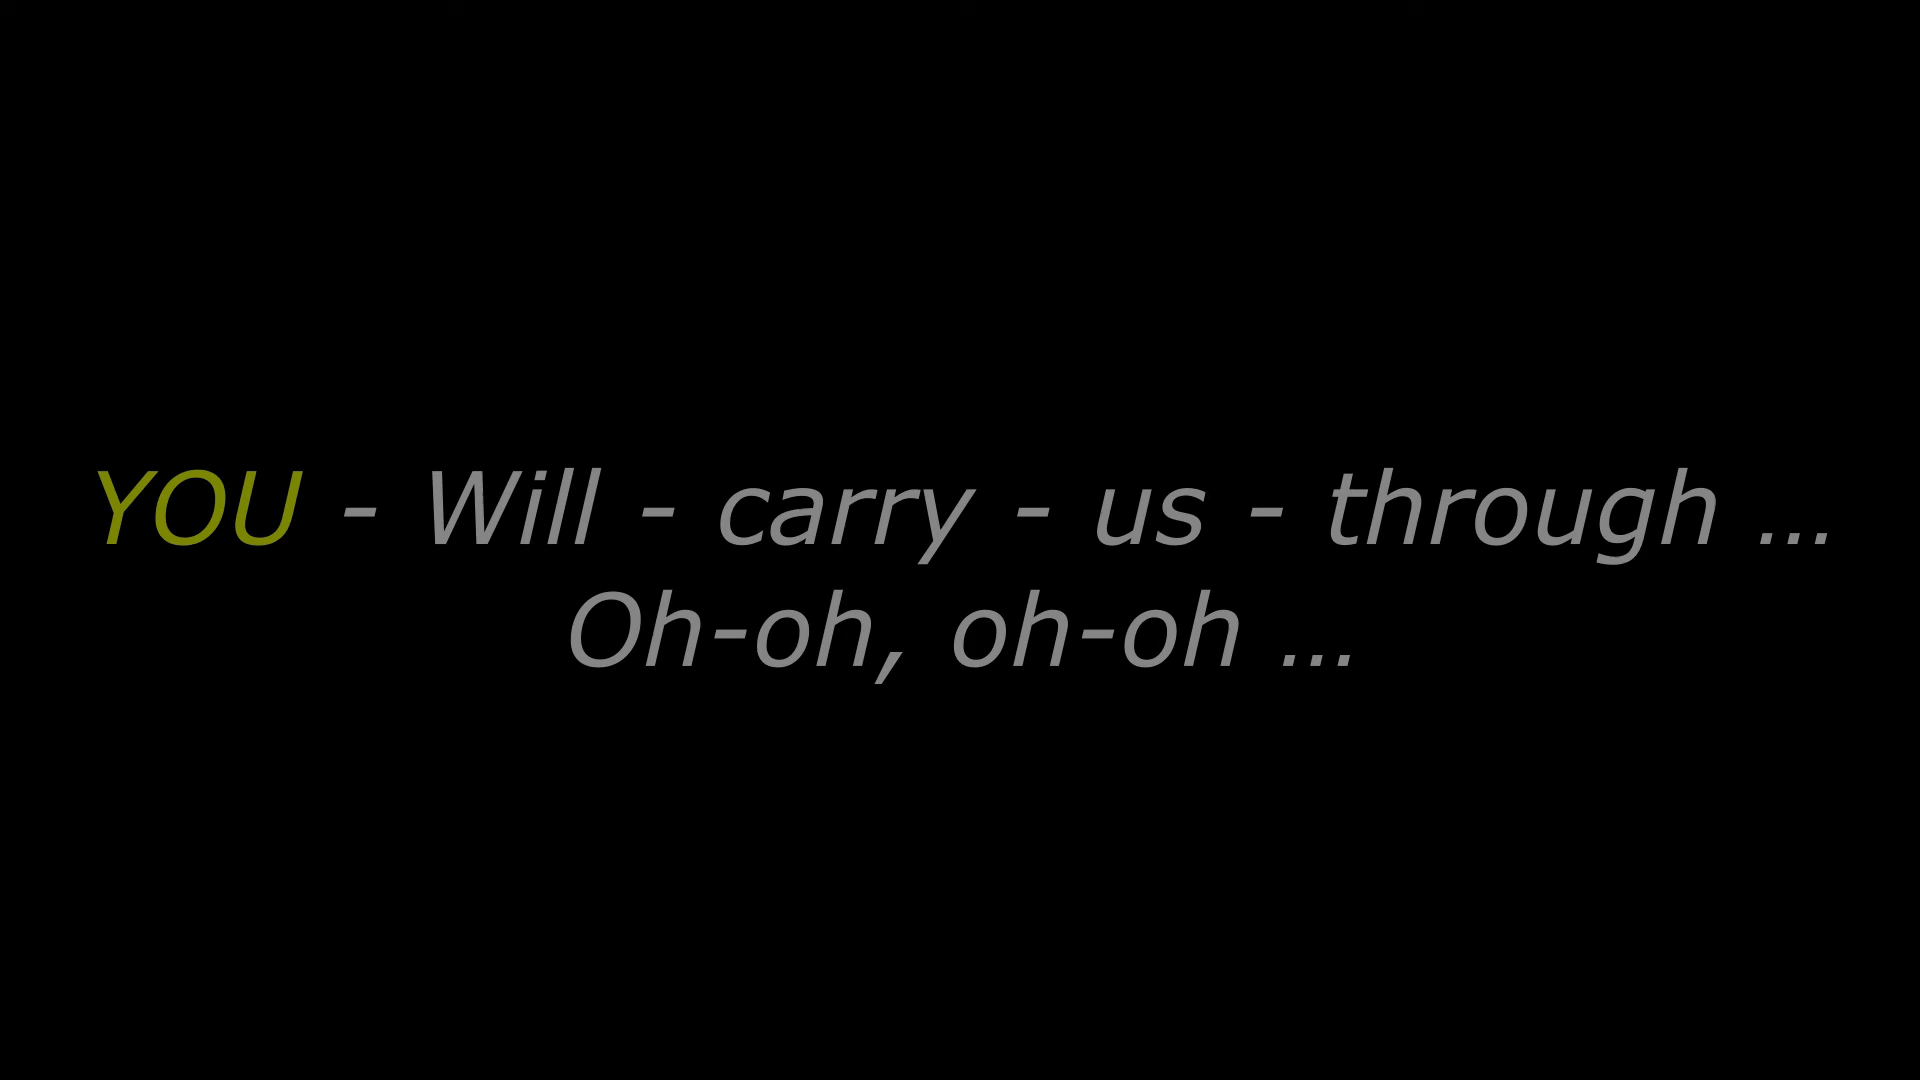 YOU - Will - carry - us - through …
Oh-oh, oh-oh …